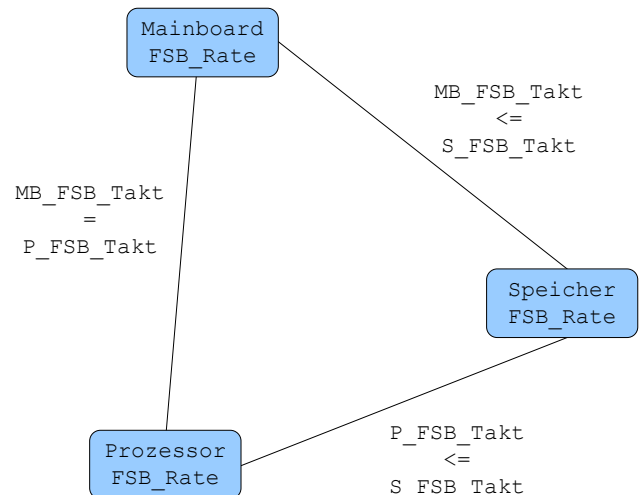 Mainboard
FSB_Rate
MB_FSB_Takt
<=
S_FSB_Takt
MB_FSB_Takt
=
P_FSB_Takt
Speicher
FSB_Rate
Prozessor
FSB_Rate
P_FSB_Takt
<=
S_FSB_Takt